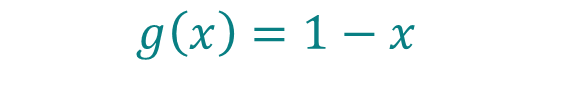 g(x) = 1 − x